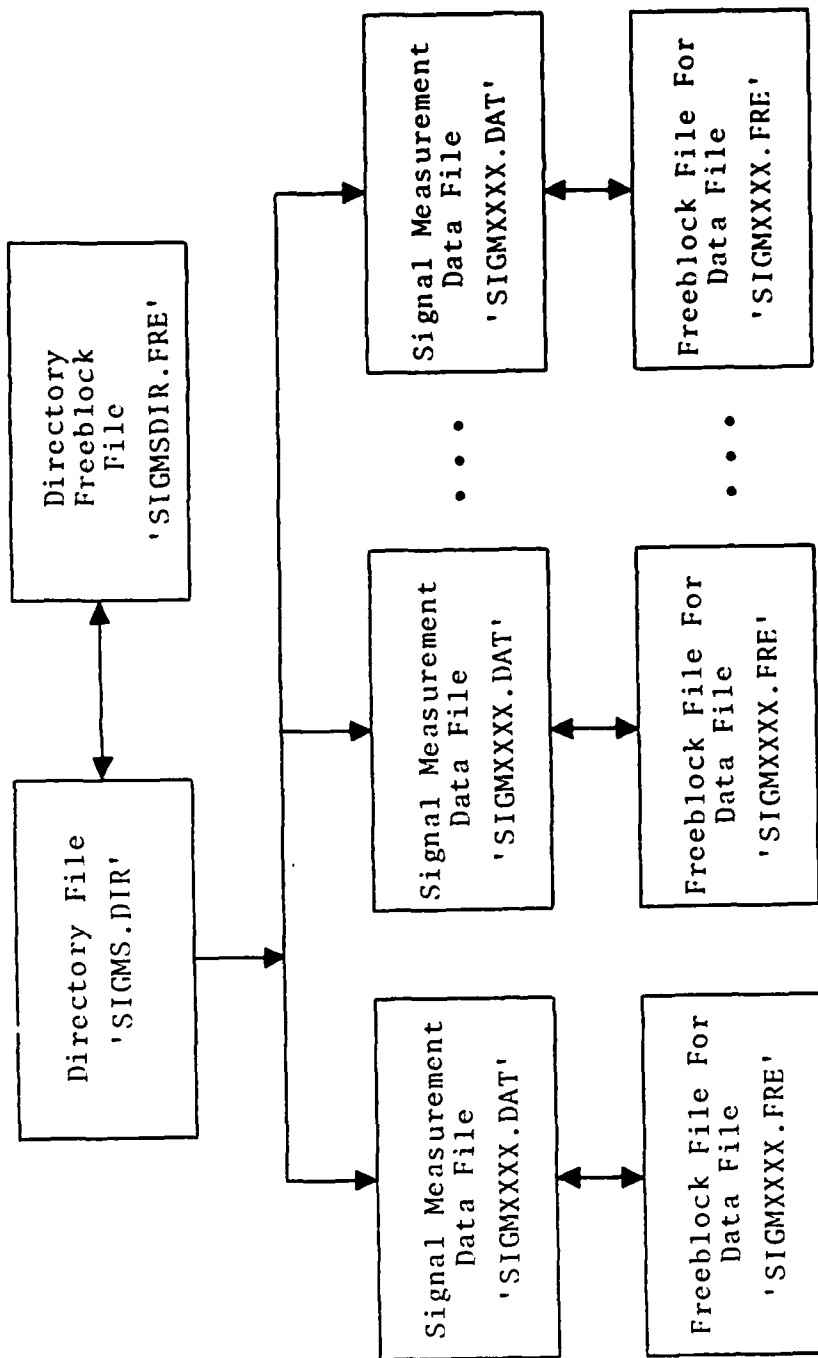 Directory File
'SIGMS.DIR'
Directory
Freeblock
File
'SIGMSDIR.FRE'
Signal Measurement
Data File
'SIGMXXXX.DAT'
Signal Measurement
Data File
'SIGMXXXX.DAT'
• • •
Signal Measurement
Data File
'SIGMXXXX.DAT'
Freeblock File For
Data File
'SIGMXXXX.FRE'
Freeblock File For
Data File
'SIGMXXXX.FRE'
• • •
Freeblock File For
Data File
'SIGMXXXX.FRE'